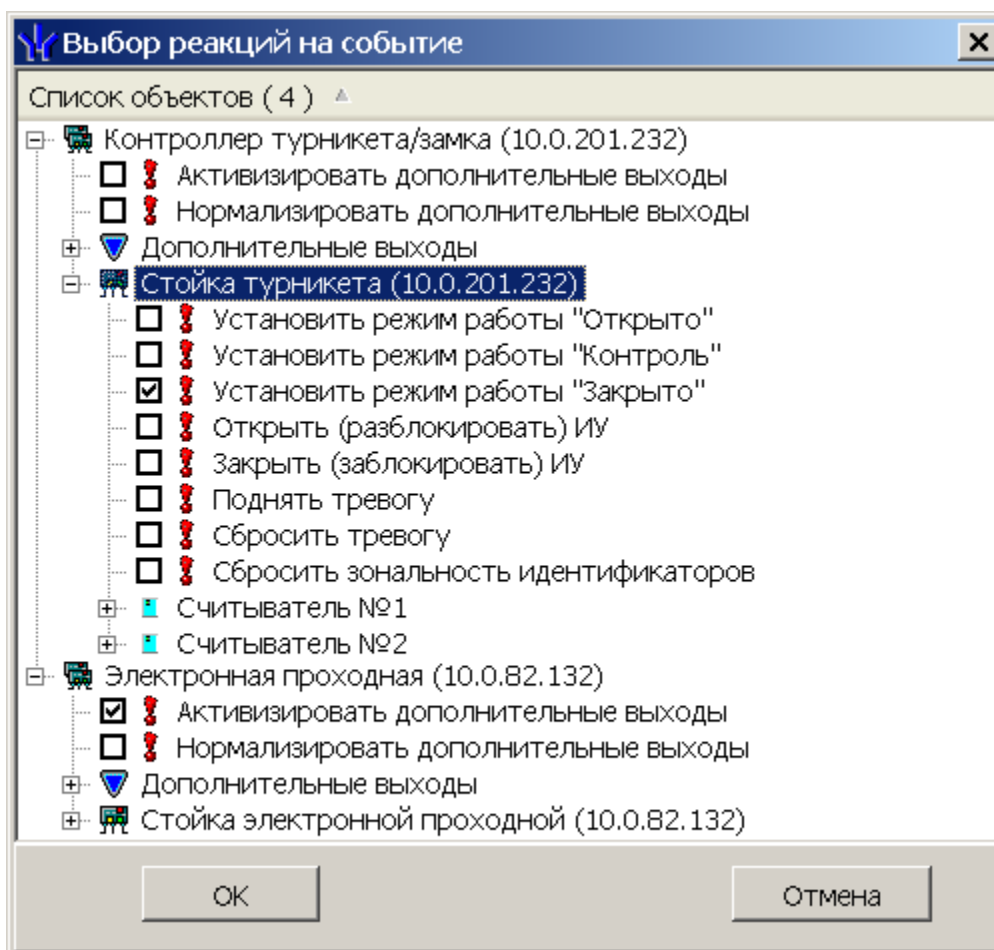 Выбор реакций на событие
Список объектов ( 4 )
Контроллер турникета/замка (10.0.201.232)
Активизировать дополнительные выходы
Нормализировать дополнительные выходы
Дополнительные выходы
Стойка турникета (10.0.201.232)
Установить режим работы "Открыто"
Установить режим работы "Контроль"
Установить режим работы "Закрыто"
Открыть (разблокировать) ИУ
Закрыть (заблокировать) ИУ
Поднять тревогу
Сбросить тревогу
Сбросить зональность идентификаторов
Считыватель №1
Считыватель №2
Электронная проходная (10.0.82.132)
Активизировать дополнительные выходы
Нормализировать дополнительные выходы
Дополнительные выходы
Стойка электронной проходной (10.0.82.132)
ОК
Отмена